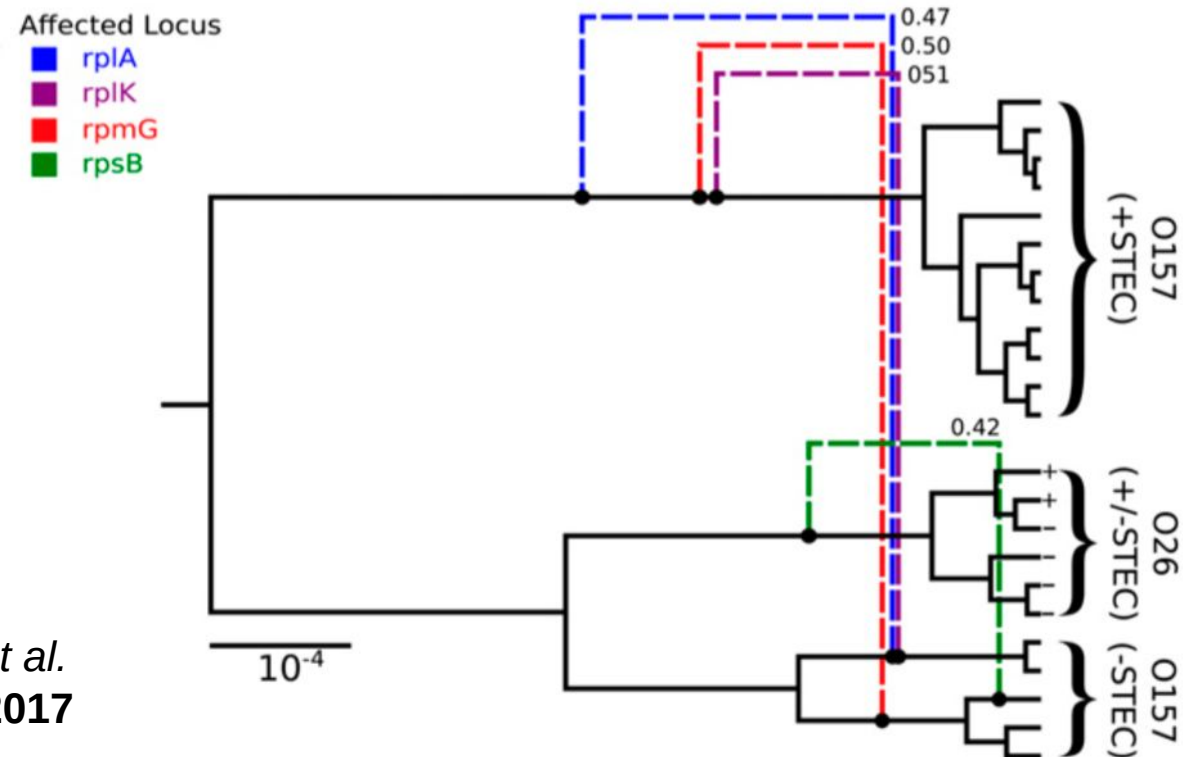 Affected Locus
rplA
rplK
rpmG
rpsB
0.47
0.50
051
O157
(+STEC)
0.42
+
+
−
−
−
−
O26
(+/-STEC)
10-4
t al.
2017
O157
(-STEC)